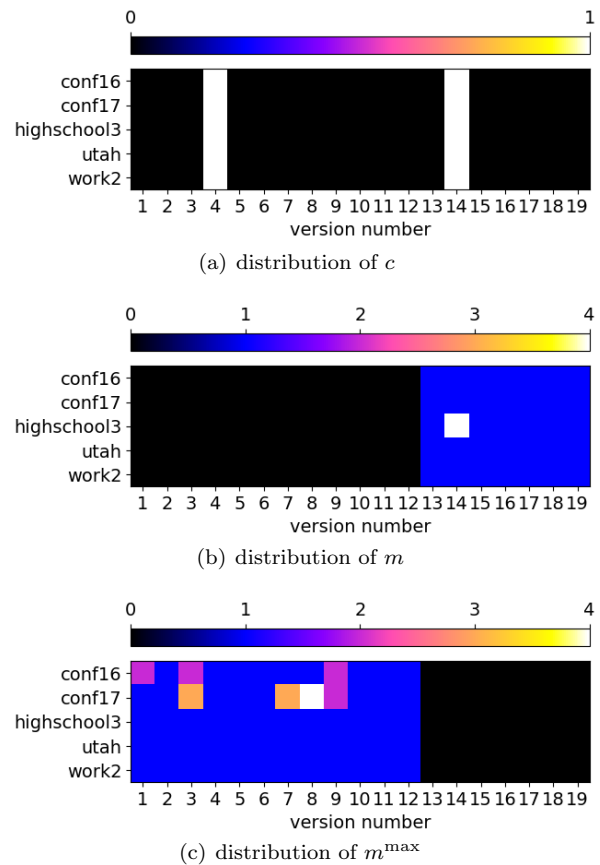 0 1
conf16
conf17
highschool3
utah
work2
1 2 3 4 5 6 7 8 9 10 11 12 13 14 15 16 17 18 19
version number
(a) distribution of c
0 1 2 3 4
conf16
conf17
highschool3
utah
work2
1 2 3 4 5 6 7 8 9 10 11 12 13 14 15 16 17 18 19
version number
(b) distribution of m
0 1 2 3 4
conf16
conf17
highschool3
utah
work2
1 2 3 4 5 6 7 8 9 10 11 12 13 14 15 16 17 18 19
version number
(c) distribution of m^max